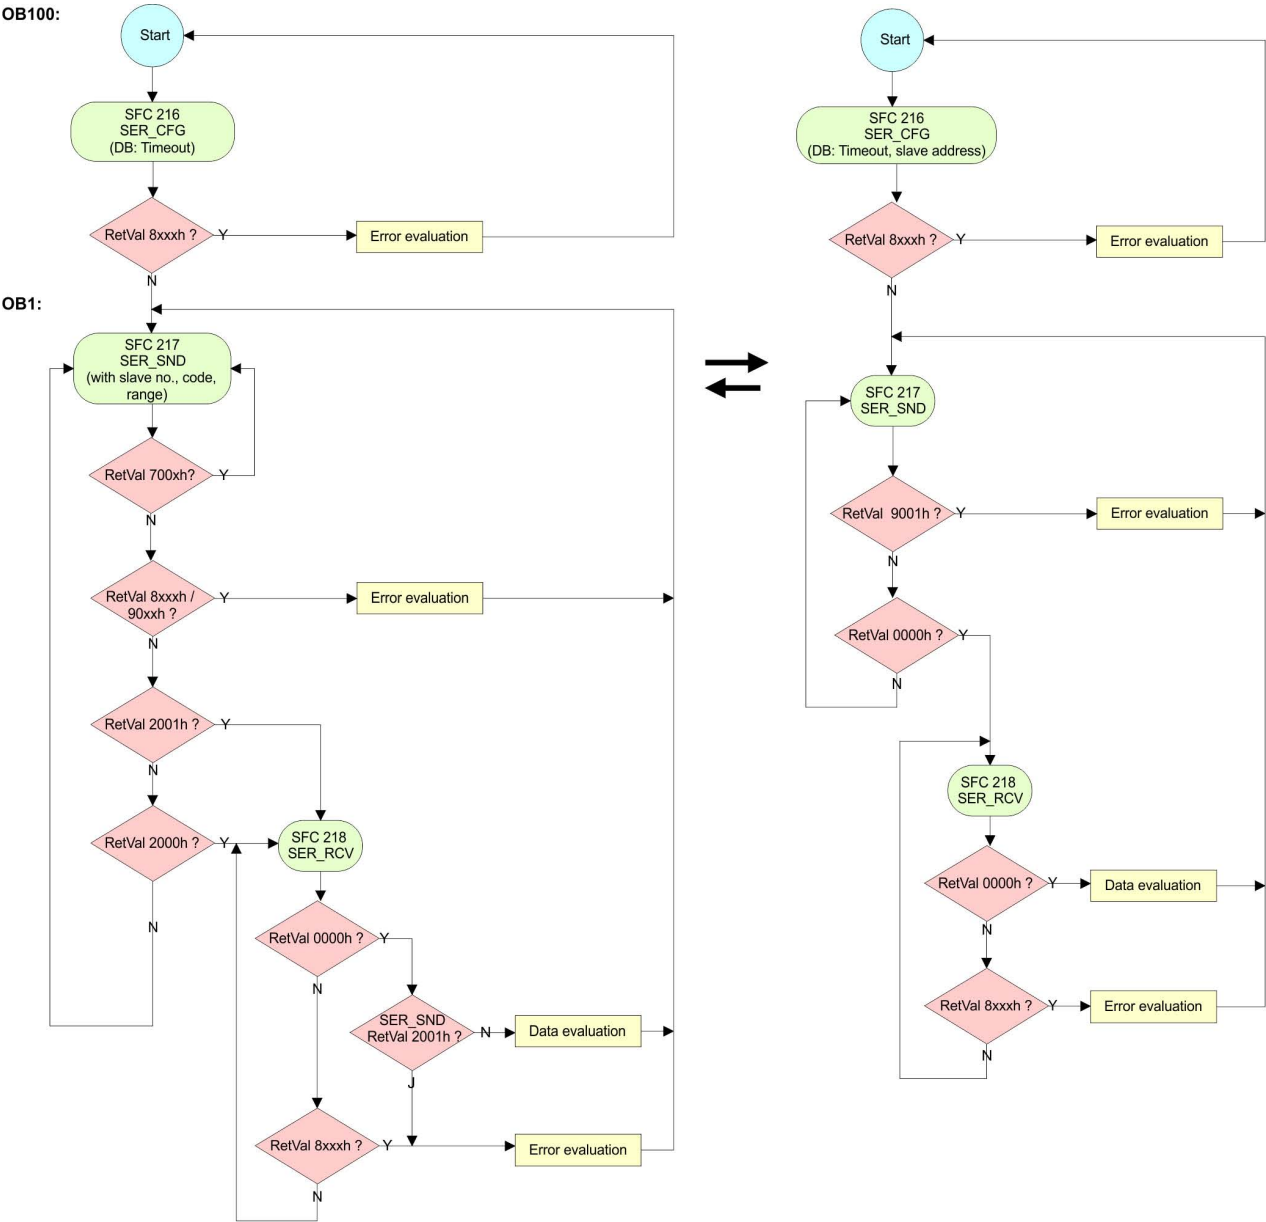 OB100:
Start
SFC 216
SER_CFG
(DB: Timeout)
RetVal 8xxxh ?
Y
Error evaluation
N
OB1:
SFC 217
SER_SND
(with slave no., code,
range)
RetVal 700xh?
Y
N
RetVal 8xxxh /
90xxh ?
Y
Error evaluation
N
RetVal 2001h ?
Y
N
RetVal 2000h ?
Y
N
SFC 218
SER_RCV
RetVal 0000h ?
Y
N
SER_SND
RetVal 2001h ?
N
Data evaluation
J
RetVal 8xxxh ?
Y
Error evaluation
N
Start
SFC 216
SER_CFG
(DB: Timeout, slave address)
RetVal 8xxxh ?
Y
Error evaluation
N
SFC 217
SER_SND
RetVal 9001h ?
Y
Error evaluation
N
RetVal 0000h ?
Y
N
SFC 218
SER_RCV
RetVal 0000h ?
Y
Data evaluation
N
RetVal 8xxxh ?
Y
Error evaluation
N